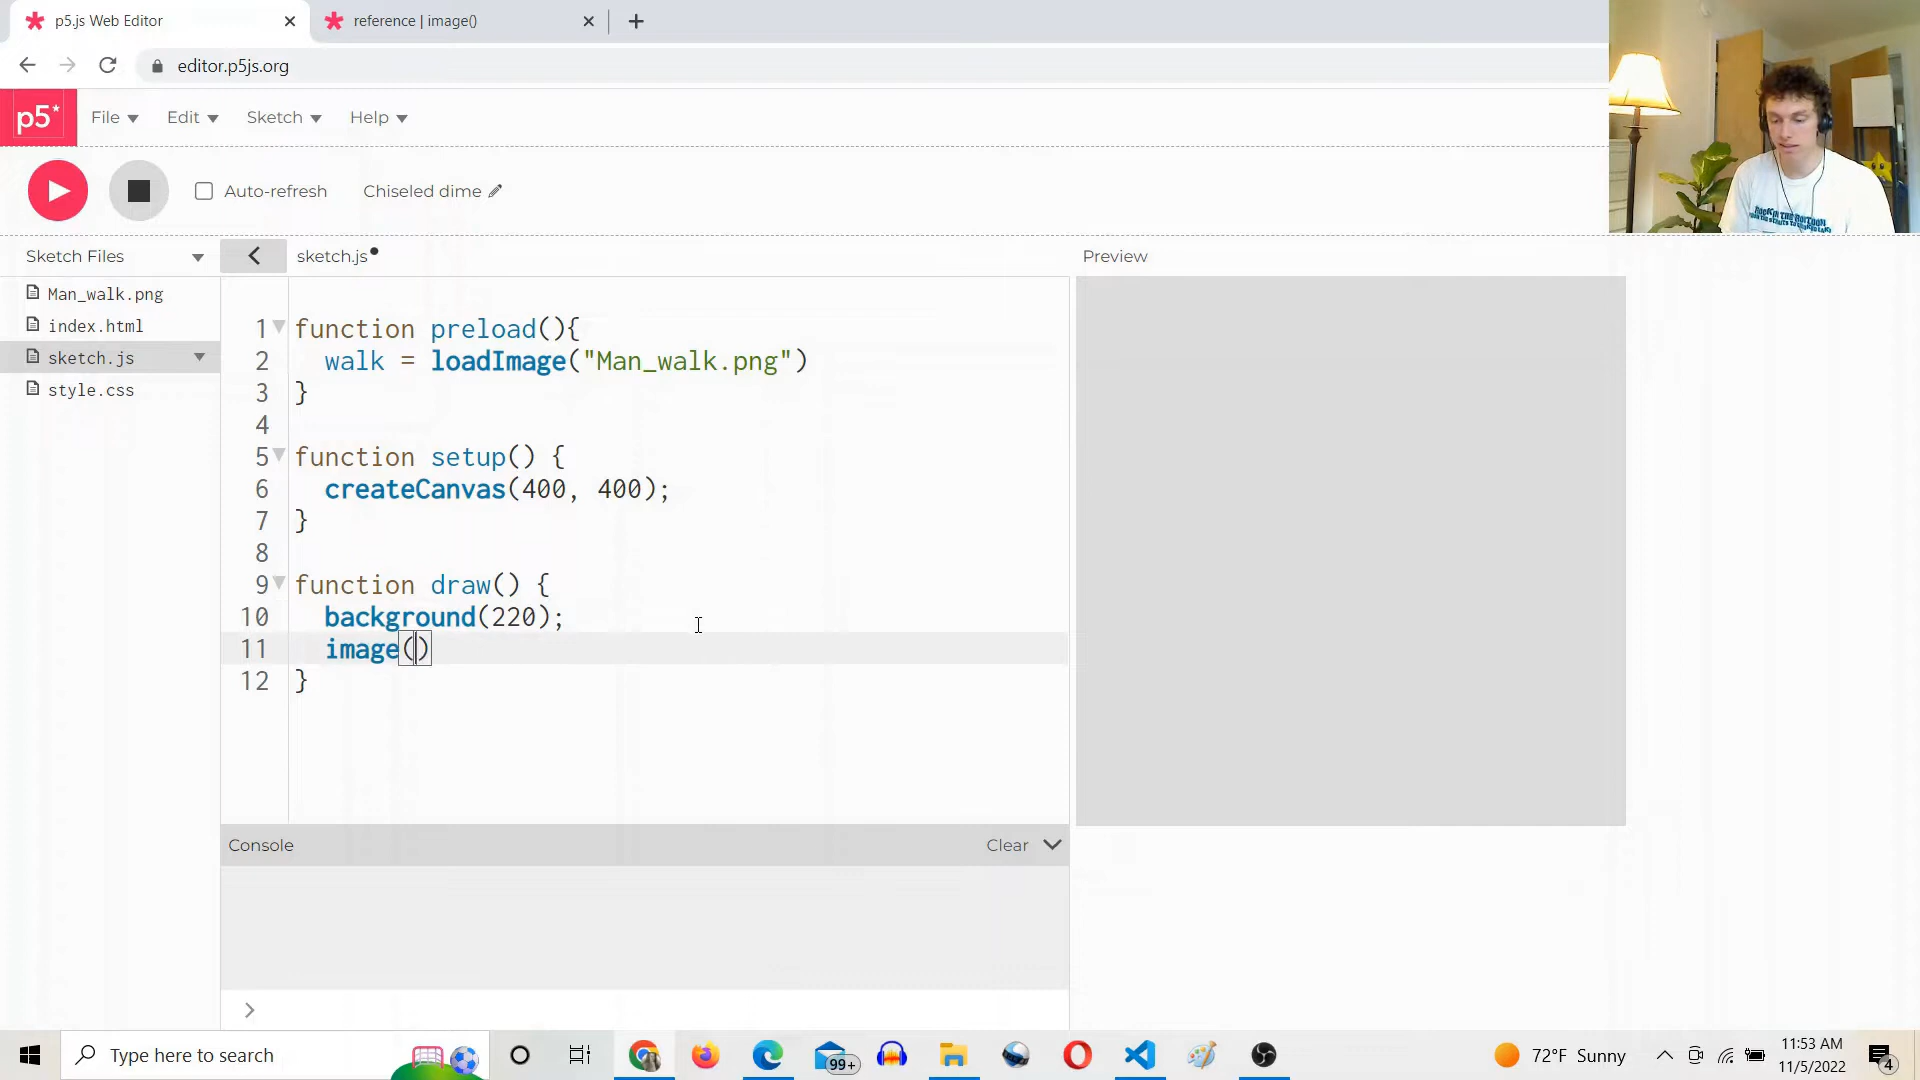 p5.js Web Editor
reference | image()
editor.p5js.org
p5*
File
Edit
Sketch
Help
Auto-refresh
Chiseled dime
Sketch Files
sketch.js
Preview
Man_walk.png
index.html
sketch.js
style.css
1 function preload(){
2 walk = loadImage("Man_walk.png")
3 }
4
5 function setup() {
6 createCanvas(400, 400);
7 }
8
9 function draw() {
10 background(220);
11 image()
12 }
Console
Clear
>
Type here to search
99+
72°F Sunny
11:53 AM
11/5/2022
4